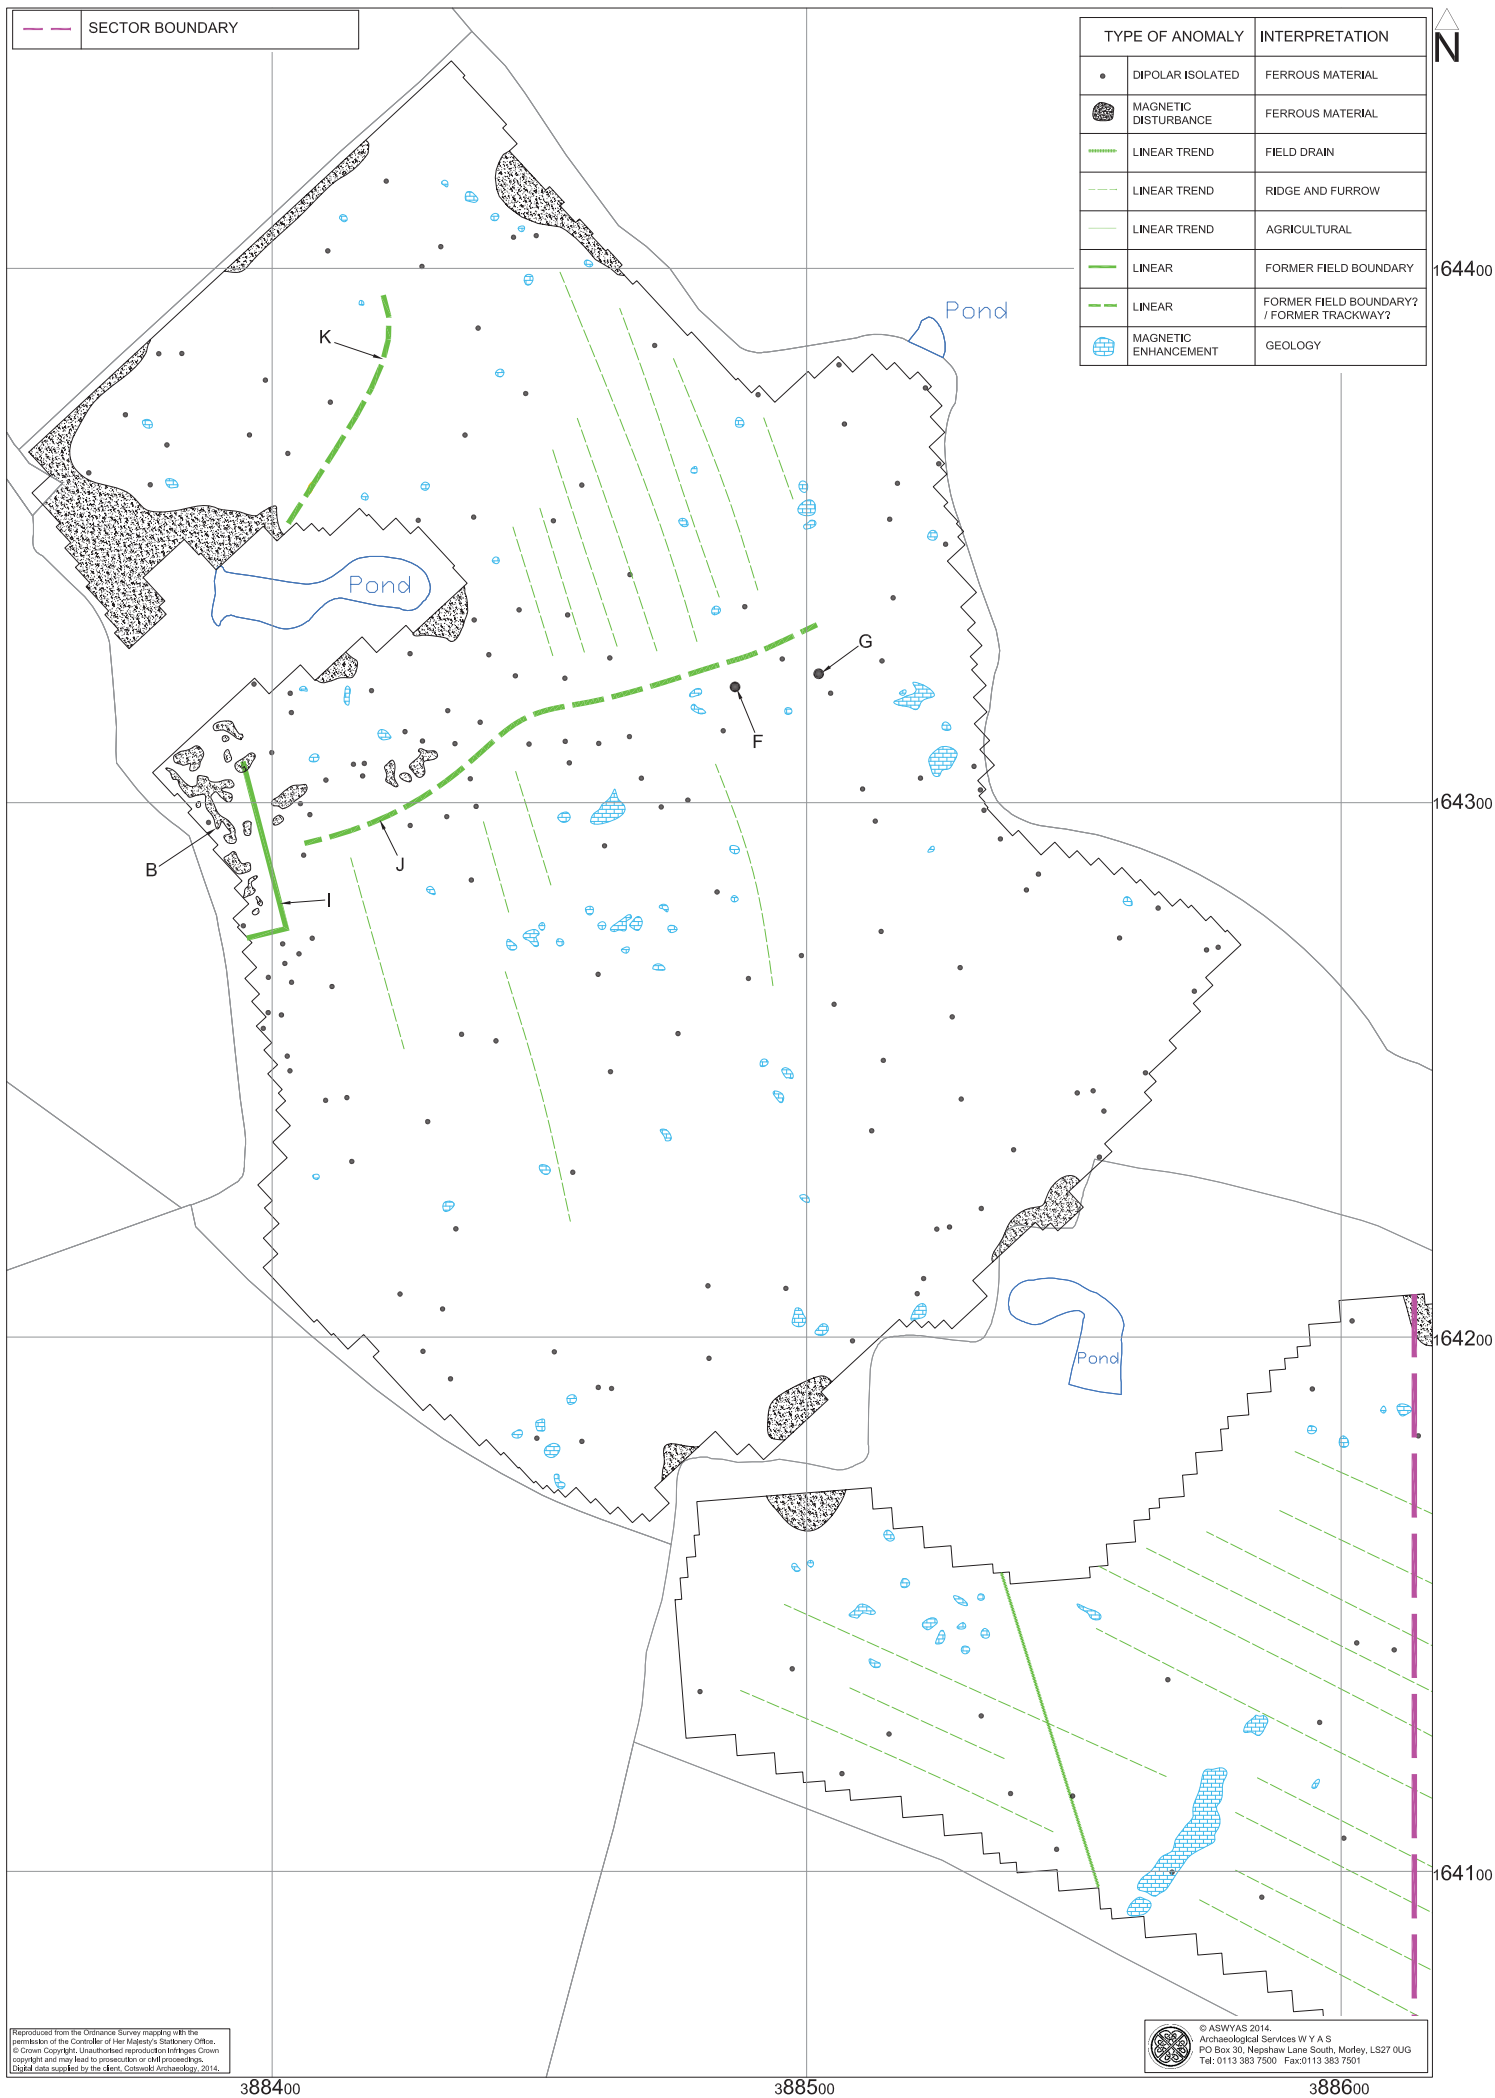 SECTOR BOUNDARY
TYPE OF ANOMALY INTERPRETATION
DIPOLAR ISOLATED FERROUS MATERIAL
MAGNETIC
DISTURBANCE
FERROUS MATERIAL
LINEAR TREND FIELD DRAIN
LINEAR TREND RIDGE AND FURROW
LINEAR TREND AGRICULTURAL
LINEAR FORMER FIELD BOUNDARY
LINEAR
FORMER FIELD BOUNDARY?
/ FORMER TRACKWAY?
MAGNETIC
ENHANCEMENT
GEOLOGY
N
164400
Pond
K
Pond
G
F
164300
B
J
I
164200
Pond
164100
Reproduced from the Ordnance Survey mapping with the
permission of the Controller of Her Majesty's Stationery Office.
© Crown Copyright. Unauthorised reproduction infringes Crown
copyright and may lead to prosecution or civil proceedings.
Digital data supplied by the client, Cotswold Archaeology, 2014.
© ASWYAS 2014.
Archaeological Services W Y A S
PO Box 30, Nepshaw Lane South, Morley, LS27 0UG
Tel: 0113 383 7500 Fax:0113 383 7501
388400
388500
388600